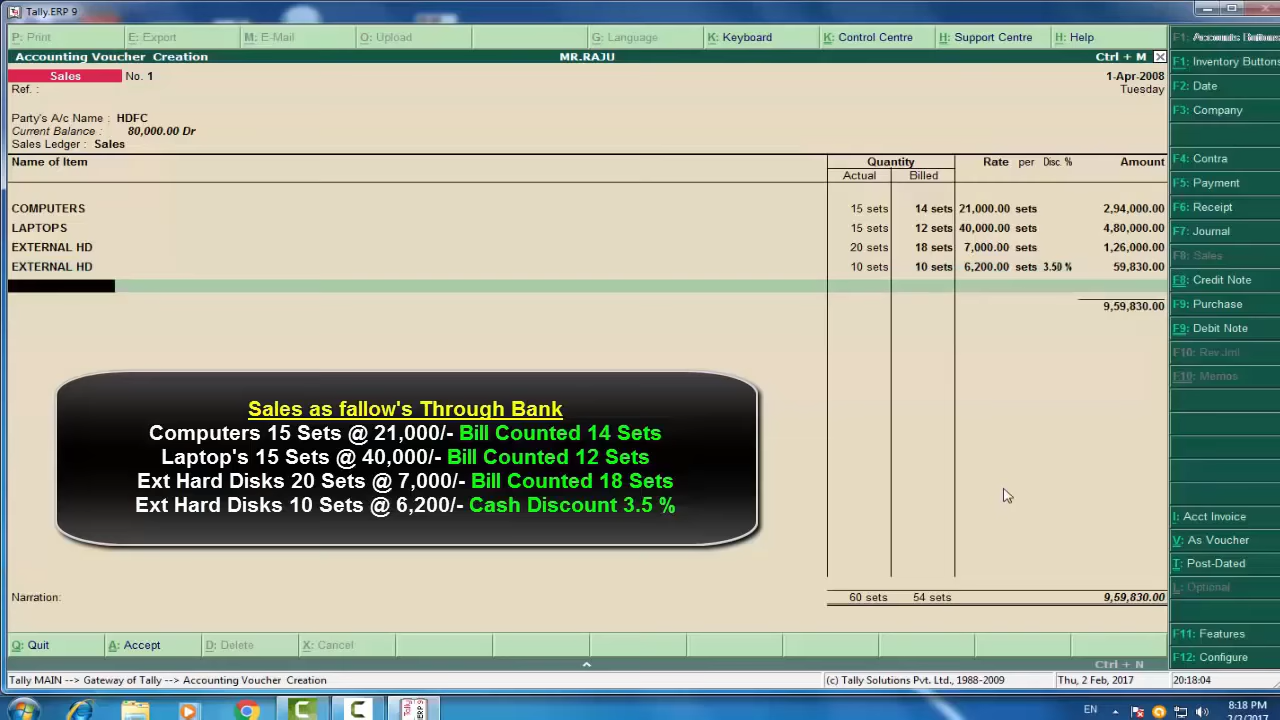 Tally.ERP 9
P: Print E: Export M: E-Mail O: Upload G: Language K: Keyboard K: Control Centre H: Support Centre H: Help
Accounting Voucher Creation MR.RAJU Ctrl + M
Sales No. 1 1-Apr-2008
Ref. : Tuesday
Party's A/c Name : HDFC
Current Balance : 80,000.00 Dr
Sales Ledger : Sales
Name of Item Quantity Rate per Disc. % Amount
Actual Billed
COMPUTERS 15 sets 14 sets 21,000.00 sets 2,94,000.00
LAPTOPS 15 sets 12 sets 40,000.00 sets 4,80,000.00
EXTERNAL HD 20 sets 18 sets 7,000.00 sets 1,26,000.00
EXTERNAL HD 10 sets 10 sets 6,200.00 sets 3.50 % 59,830.00
9,59,830.00
Sales as fallow's Through Bank
Computers 15 Sets @ 21,000/- Bill Counted 14 Sets
Laptop's 15 Sets @ 40,000/- Bill Counted 12 Sets
Ext Hard Disks 20 Sets @ 7,000/- Bill Counted 18 Sets
Ext Hard Disks 10 Sets @ 6,200/- Cash Discount 3.5 %
Narration: 60 sets 54 sets 9,59,830.00
Q: Quit A: Accept D: Delete X: Cancel
Ctrl + N
Tally MAIN --> Gateway of Tally --> Accounting Voucher Creation (c) Tally Solutions Pvt. Ltd., 1988-2009 Thu, 2 Feb, 2017 20:18:04
F1: Inventory Buttons
F2: Date
F3: Company
F4: Contra
F5: Payment
F6: Receipt
F7: Journal
F8: Sales
F8: Credit Note
F9: Purchase
F9: Debit Note
F10: Rev Jrnl
F10: Memos
I: Acct Invoice
V: As Voucher
T: Post-Dated
L: Optional
F11: Features
F12: Configure
EN 8:18 PM
2/2/2017